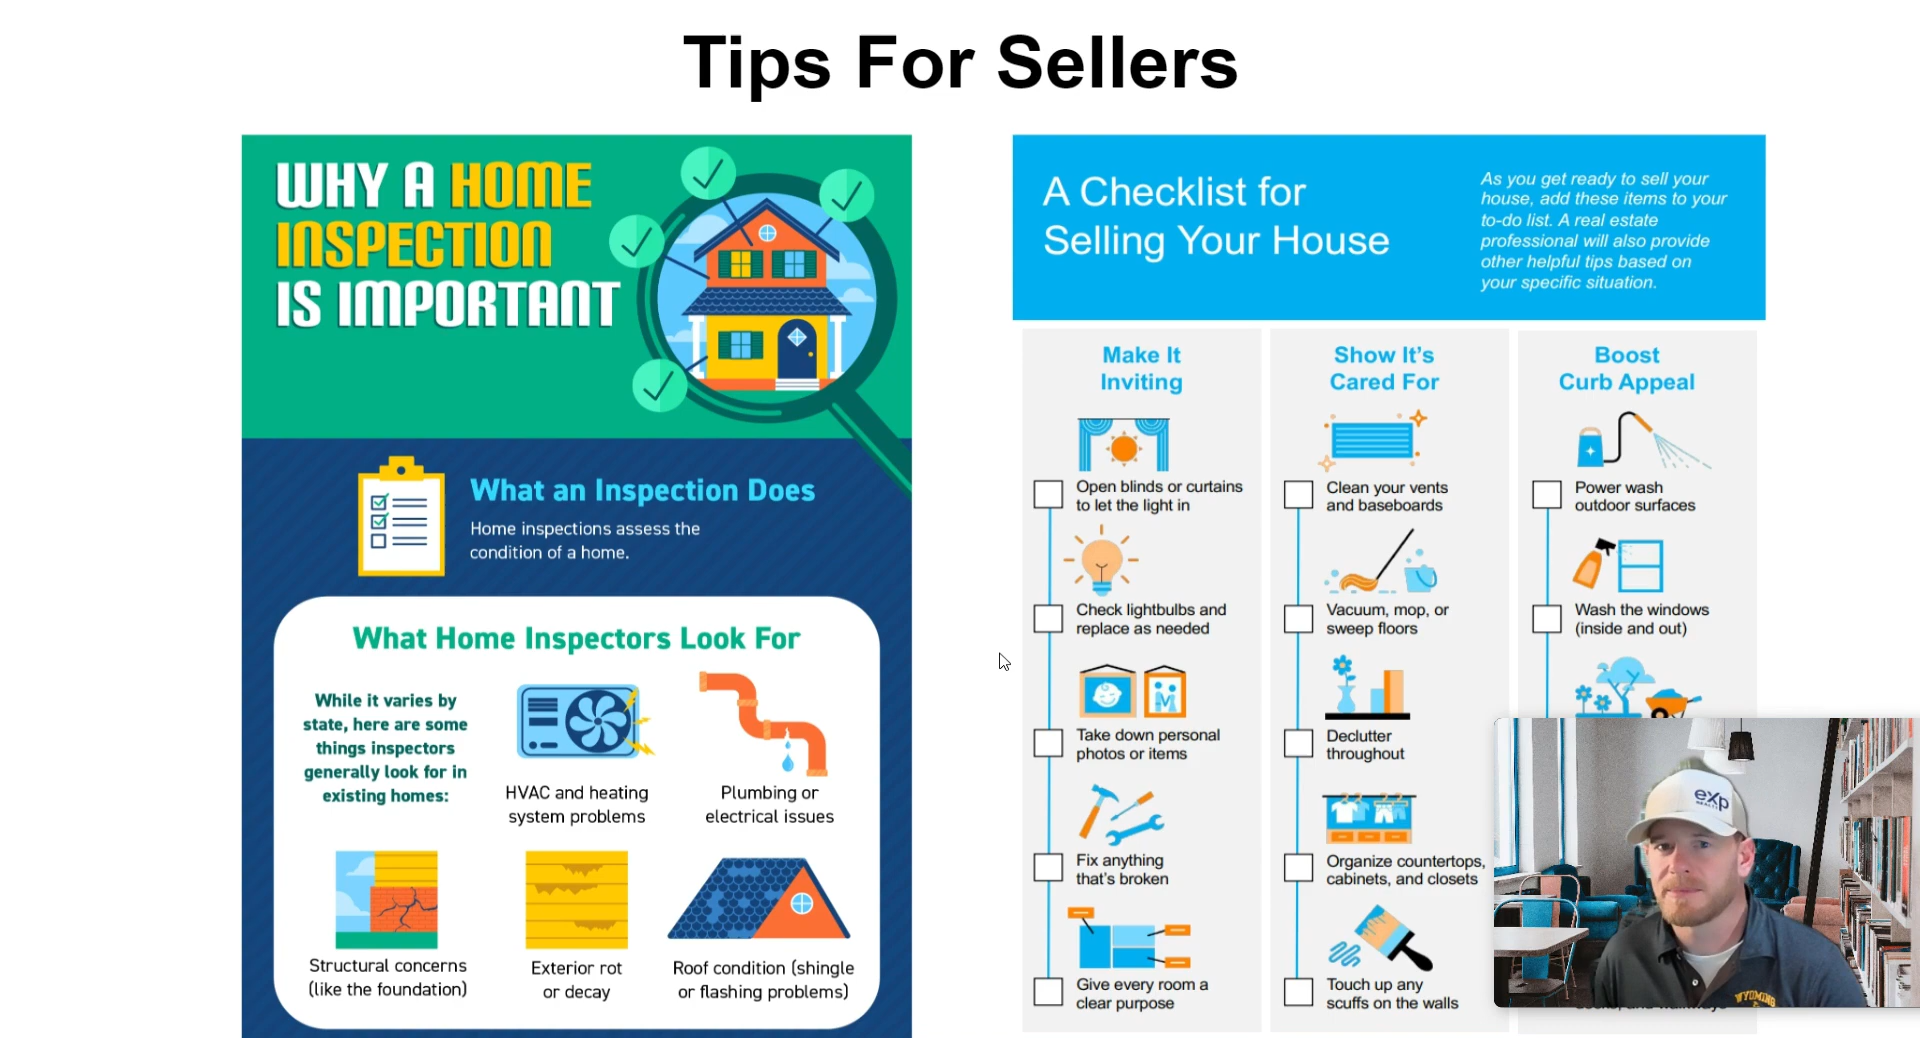 Tips For Sellers
WHY A HOME
INSPECTION
IS IMPORTANT
What an Inspection Does
Home inspections assess the
condition of a home.
What Home Inspectors Look For
While it varies by
state, here are some
things inspectors
generally look for in
existing homes:
HVAC and heating
system problems
Plumbing or
electrical issues
Structural concerns
(like the foundation)
Exterior rot
or decay
Roof condition (shingle
or flashing problems)
A Checklist for
Selling Your House
As you get ready to sell your
house, add these items to your
to-do list. A real estate
professional will also provide
other helpful tips based on
your specific situation.
Make It
Inviting
Open blinds or curtains
to let the light in
Check lightbulbs and
replace as needed
Take down personal
photos or items
Fix anything
that's broken
Give every room a
clear purpose
Show It's
Cared For
Clean your vents
and baseboards
Vacuum, mop, or
sweep floors
Declutter
throughout
Organize countertops,
cabinets, and closets
Touch up any
scuffs on the walls
Boost
Curb Appeal
Power wash
outdoor surfaces
Wash the windows
(inside and out)
eXp
REALTY
WYOMING